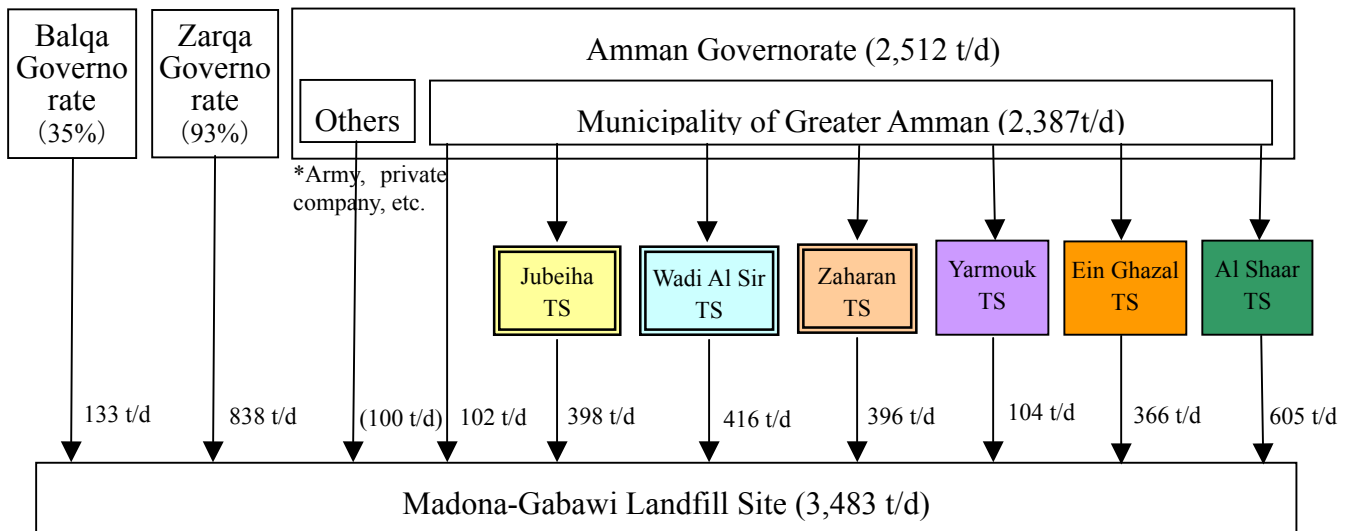 Balqa
Governo
rate
(35%)
Zarqa
Governo
rate
(93%)
Amman Governorate (2,512 t/d)
Others
Municipality of Greater Amman (2,387t/d)
*Army, private
company, etc.
Jubeiha
TS
Wadi Al Sir
TS
Zaharan
TS
Yarmouk
TS
Ein Ghazal
TS
Al Shaar
TS
133 t/d
838 t/d
(100 t/d)
102 t/d
398 t/d
416 t/d
396 t/d
104 t/d
366 t/d
605 t/d
Madona-Gabawi Landfill Site (3,483 t/d)